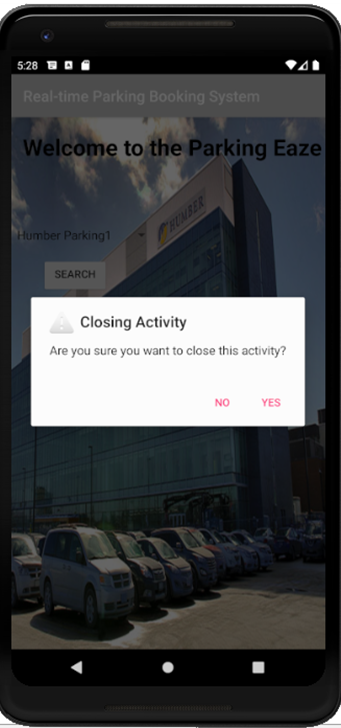 5:28
Real-time Parking Booking System
Welcome to the Parking Eaze
HUMBER
Humber Parking1
SEARCH
Closing Activity
Are you sure you want to close this activity?
NO YES